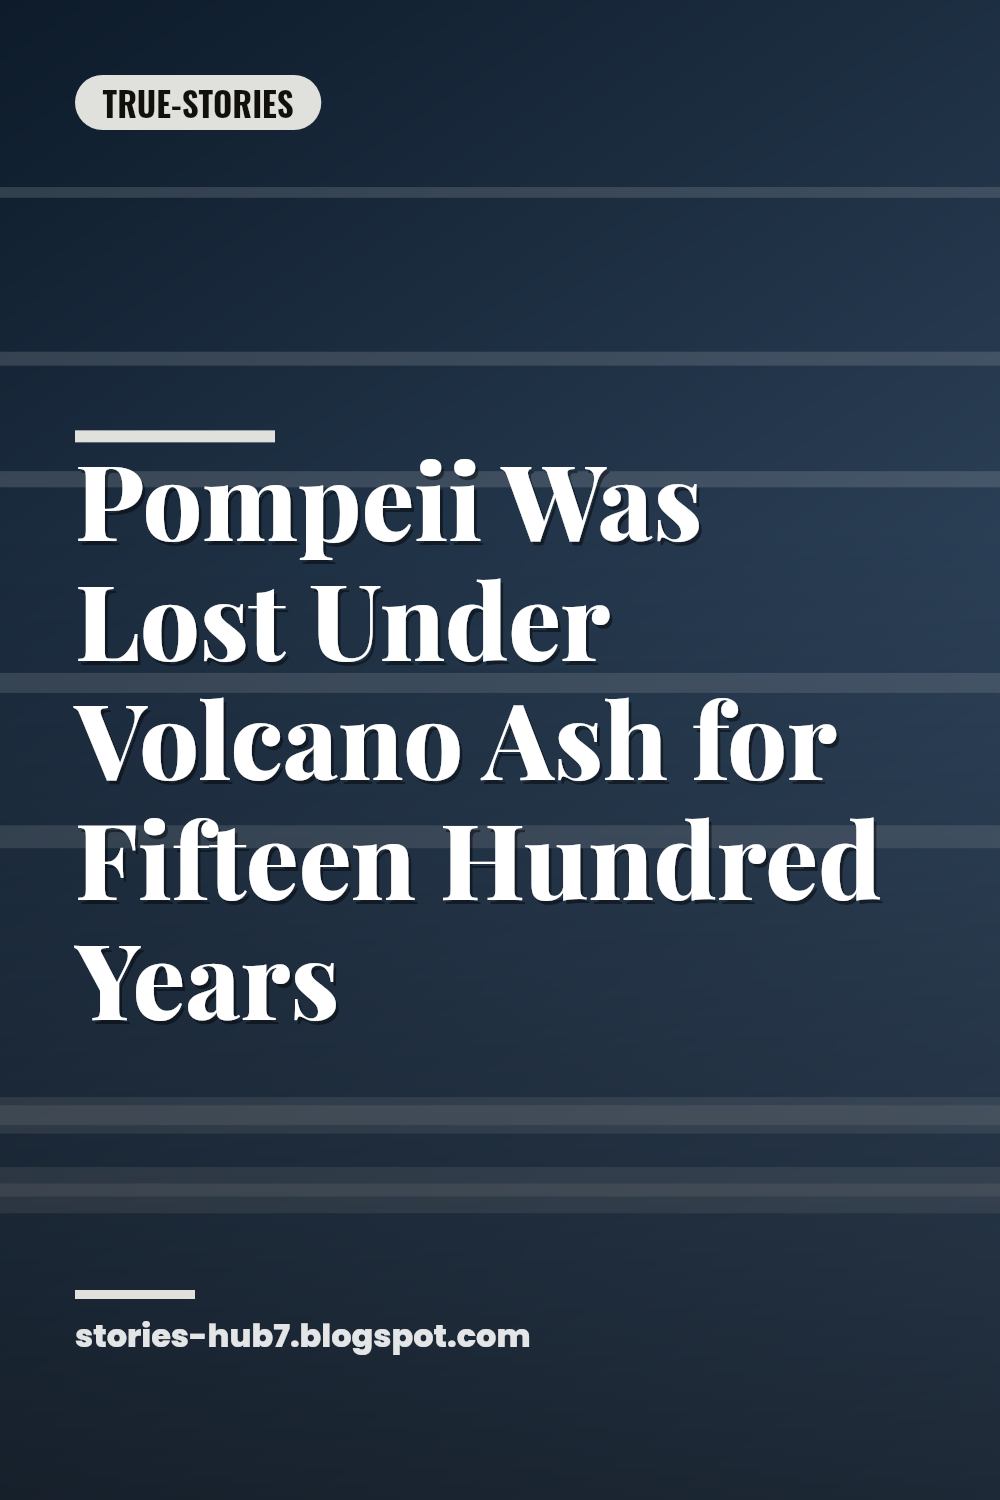 TRUE-STORIES
Pompeii Was
Lost Under
Volcano Ash for
Fifteen Hundred
Years
stories-hub7.blogspot.com